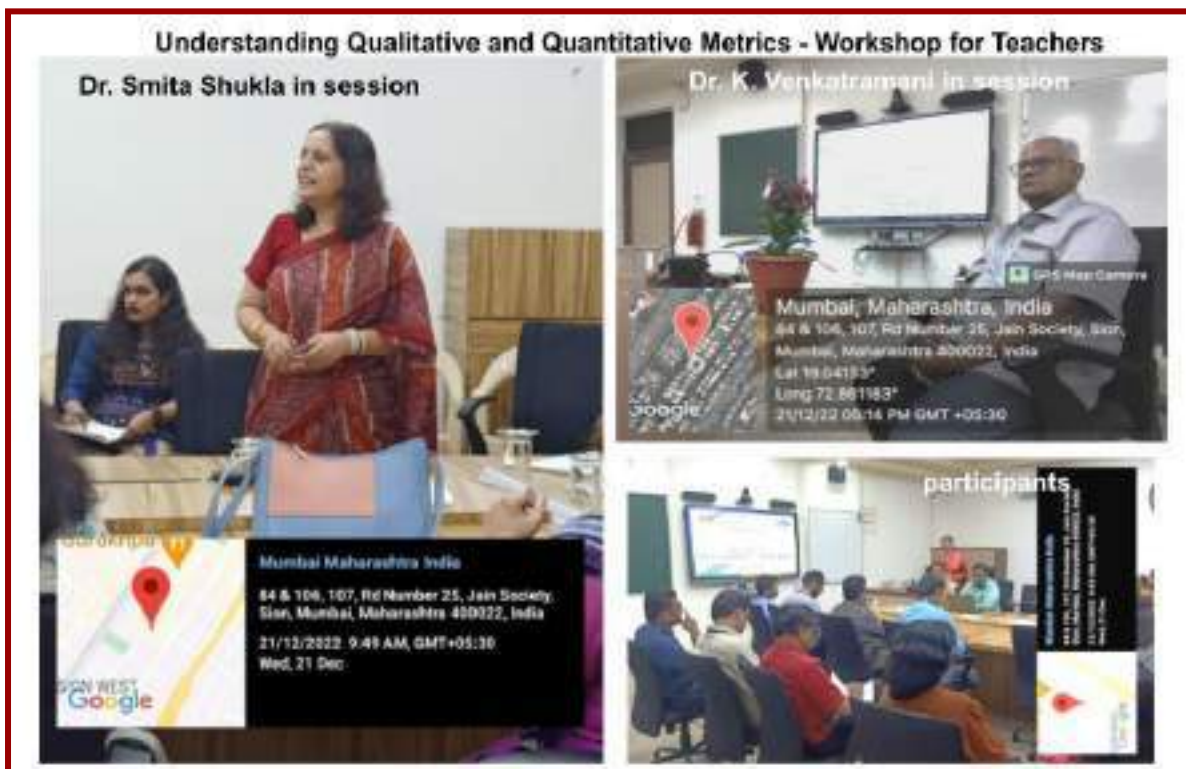 Understanding Qualitative and Quantitative Metrics - Workshop for Teachers
Dr. Smita Shukla in session
Mumbai Maharashtra India
84 & 106, 107, Rd Number 25, Jain Society,
Sion, Mumbai, Maharashtra 400022, India
21/12/2022 9:49 AM, GMT+05:30
Wed, 21 Dec
Google
Dr. K. Venkatramani in session
GPS Map Camera
Mumbai, Maharashtra, India
84 & 106, 107, Rd Number 25, Jain Society, Sion,
Mumbai, Maharashtra 400022, India
Lat
Long 72.861183°
21/12/22 05:14 PM GMT +05:30
Google
participants